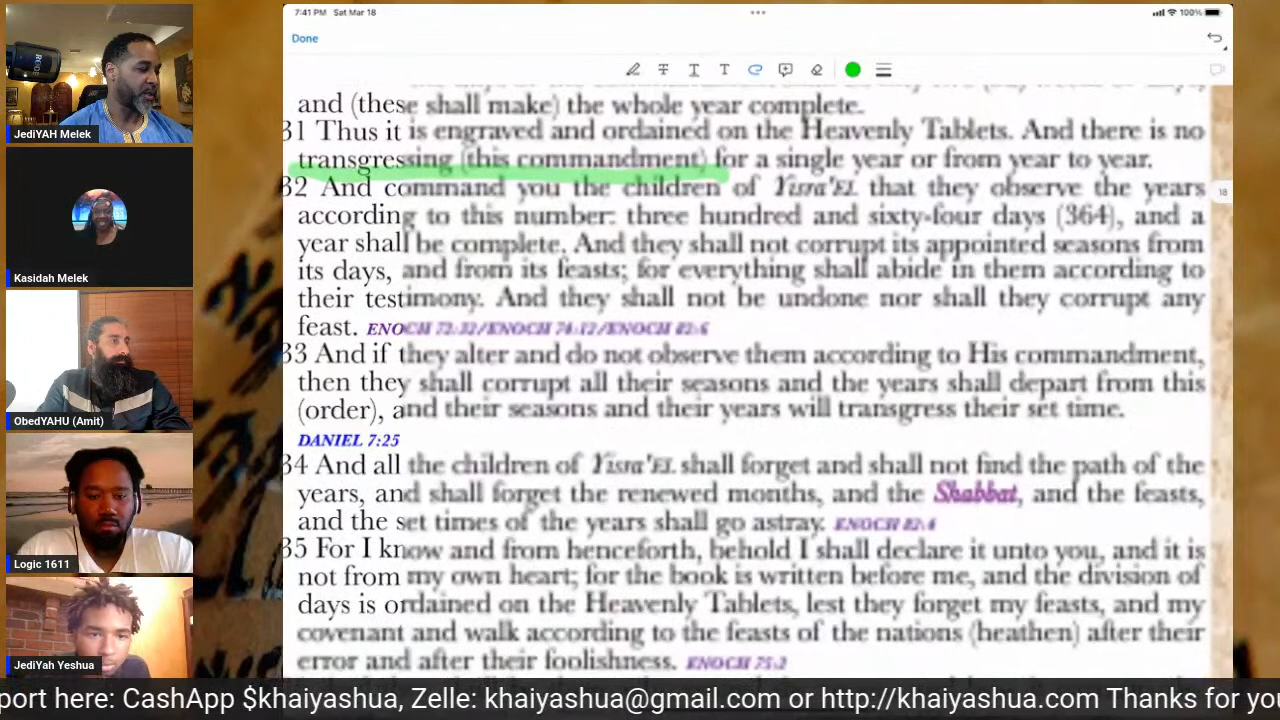 7:41 PM Sat Mar 18
100%
Done
and (these shall make) the whole year complete.
31 Thus it is engraved and ordained on the Heavenly Tablets. And there is no
transgressing (this commandment) for a single year or from year to year.
32 And command you the children of Yisra'EL that they observe the years
18
according to this number: three hundred and sixty-four days (364), and a
year shall be complete. And they shall not corrupt its appointed seasons from
its days, and from its feasts; for everything shall abide in them according to
their testimony. And they shall not be undone nor shall they corrupt any
feast. ENOCH 72:32/ENOCH 74:12/ENOCH 82:6
33 And if they alter and do not observe them according to His commandment,
then they shall corrupt all their seasons and the years shall depart from this
(order), and their seasons and their years will transgress their set time.
DANIEL 7:25
34 And all the children of Yisra'EL shall forget and shall not find the path of the
years, and shall forget the renewed months, and the Shabbat, and the feasts,
and the set times of the years shall go astray. ENOCH 82:4
35 For I know and from henceforth, behold I shall declare it unto you, and it is
not from my own heart; for the book is written before me, and the division of
days is ordained on the Heavenly Tablets, lest they forget my feasts, and my
covenant and walk according to the feasts of the nations (heathen) after their
error and after their foolishness. ENOCH 75:2
JediYAH Melek
Kasidah Melek
ObedYAHU (Amit)
Logic 1611
JediYah Yeshua
port here: CashApp $khaiyashua, Zelle: khaiyashua@gmail.com or http://khaiyashua.com Thanks for you